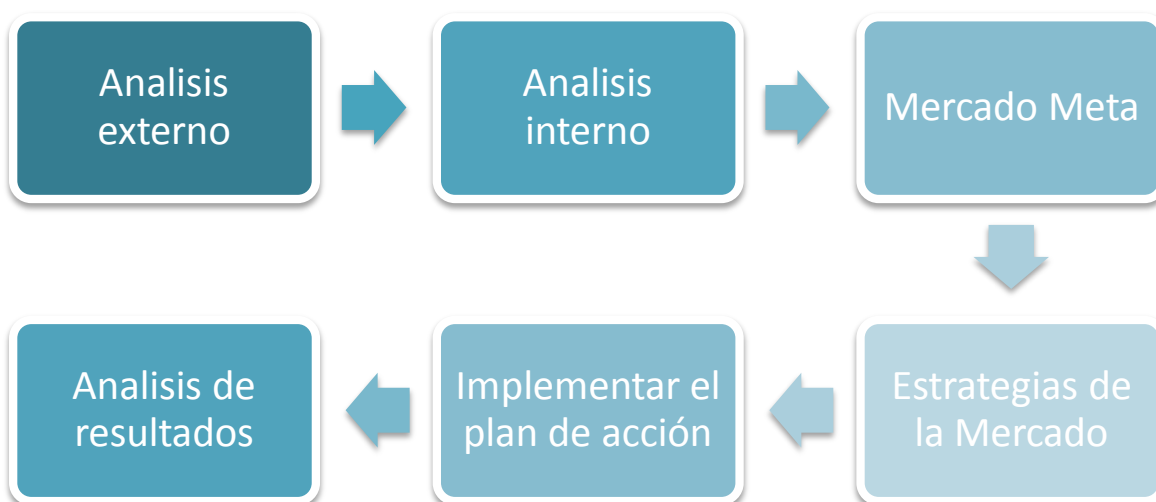 Analisis
externo
Analisis
interno
Mercado Meta
Estrategias de
la Mercado
Implementar el
plan de acción
Analisis de
resultados